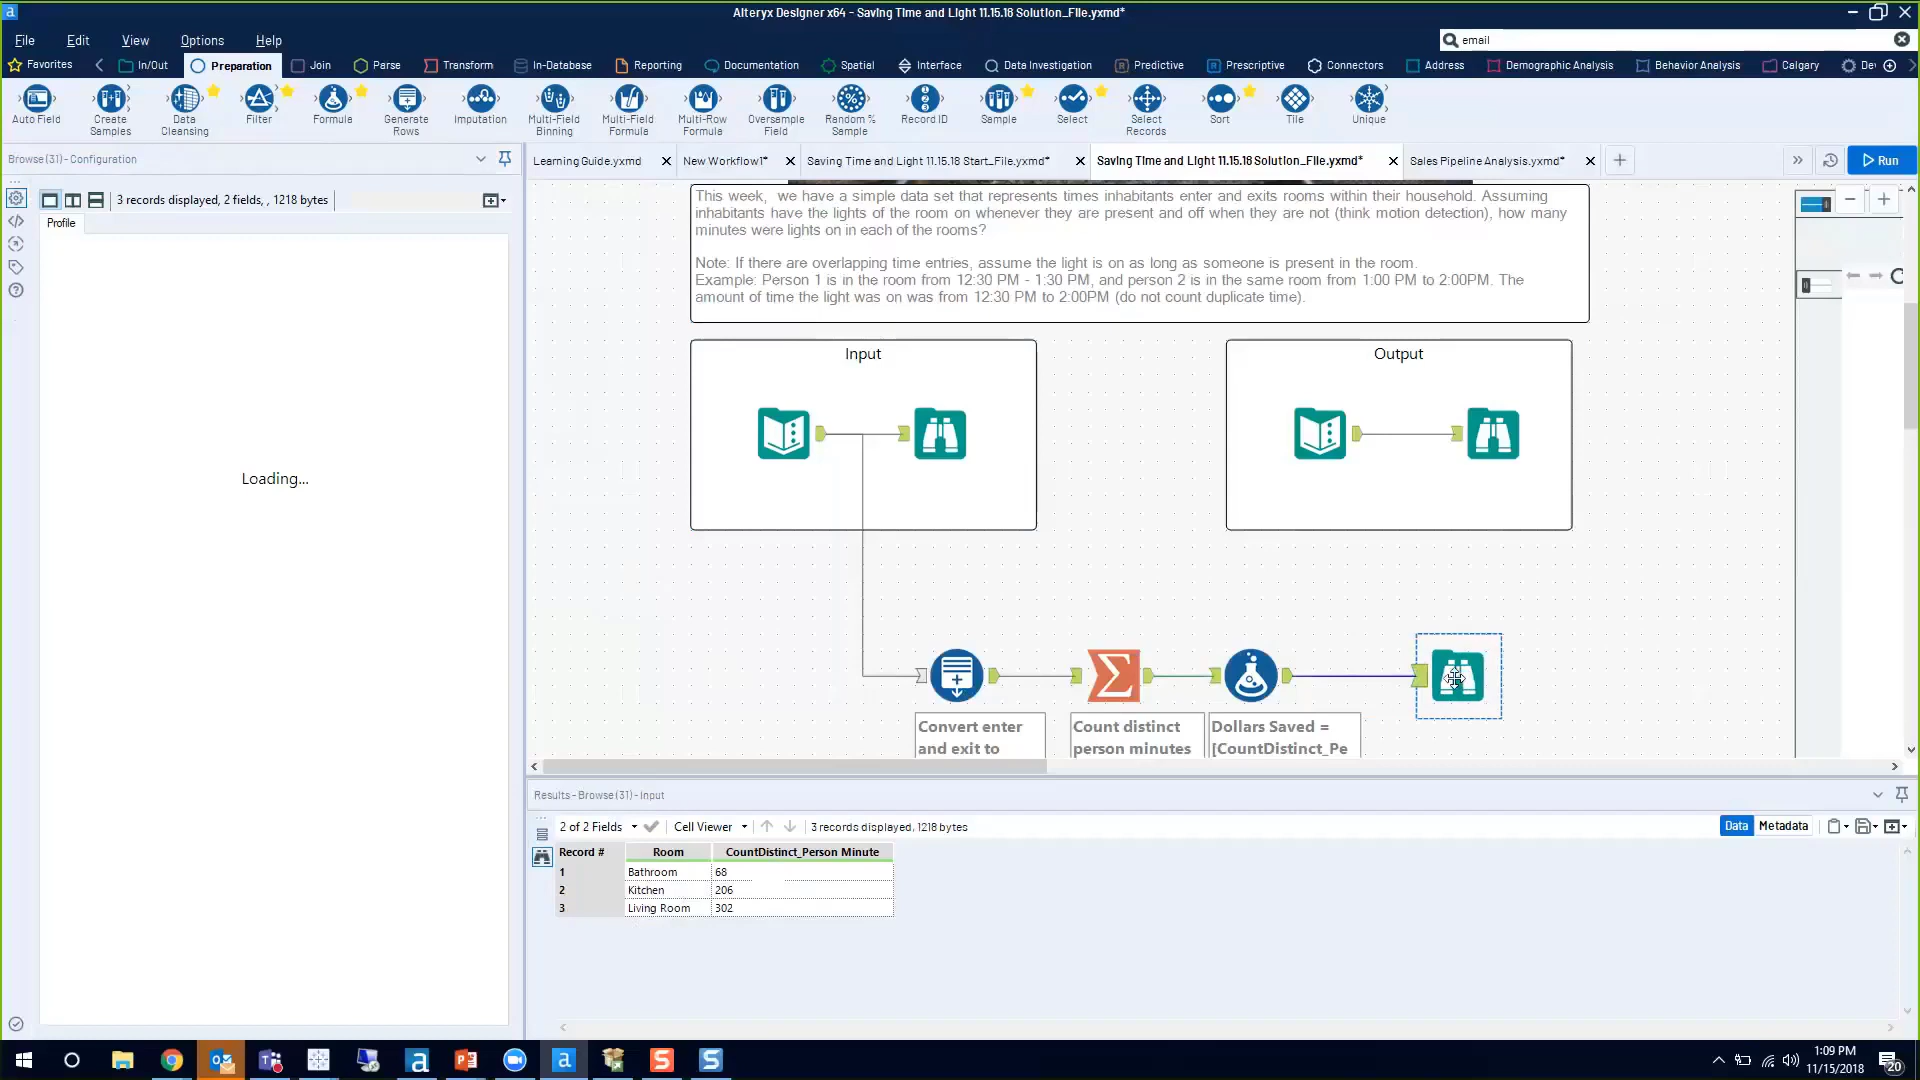 Alteryx Designer x64 - Saving Time and Light 11.15.18 Solution_File.yxmd*
File Edit View Options Help
email
Favorites In/Out Preparation Join Parse Transform In-Database Reporting Documentation Spatial Interface Data Investigation Predictive Prescriptive Connectors Address Demographic Analysis Behavior Analysis Calgary De
Auto Field
Create Samples
Data Cleansing
Filter
Formula
Generate Rows
Imputation
Multi-Field Binning
Multi-Field Formula
Multi-Row Formula
Oversample Field
Random % Sample
Record ID
Sample
Select
Select Records
Sort
Tile
Unique
Browse (31) - Configuration
Learning Guide.yxmd
New Workflow1*
Saving Time and Light 11.15.18 Start_File.yxmd*
Saving Time and Light 11.15.18 Solution_File.yxmd*
Sales Pipeline Analysis.yxmd*
Run
3 records displayed, 2 fields, , 1218 bytes
Profile
Loading...
This week, we have a simple data set that represents times inhabitants enter and exits rooms within their household. Assuming
inhabitants have the lights of the room on whenever they are present and off when they are not (think motion detection), how many
minutes were lights on in each of the rooms?
Note: If there are overlapping time entries, assume the light is on as long as someone is present in the room.
Example: Person 1 is in the room from 12:30 PM - 1:30 PM, and person 2 is in the same room from 1:00 PM to 2:00PM. The
amount of time the light was on was from 12:30 PM to 2:00PM (do not count duplicate time).
Input
Output
Convert enter
and exit to
Count distinct
person minutes
Dollars Saved =
[CountDistinct_Pe
Results - Browse (31) - Input
2 of 2 Fields Cell Viewer 3 records displayed, 1218 bytes Data Metadata
Record # Room CountDistinct_Person Minute
1 Bathroom 68
2 Kitchen 206
3 Living Room 302
1:09 PM
11/15/2018
20